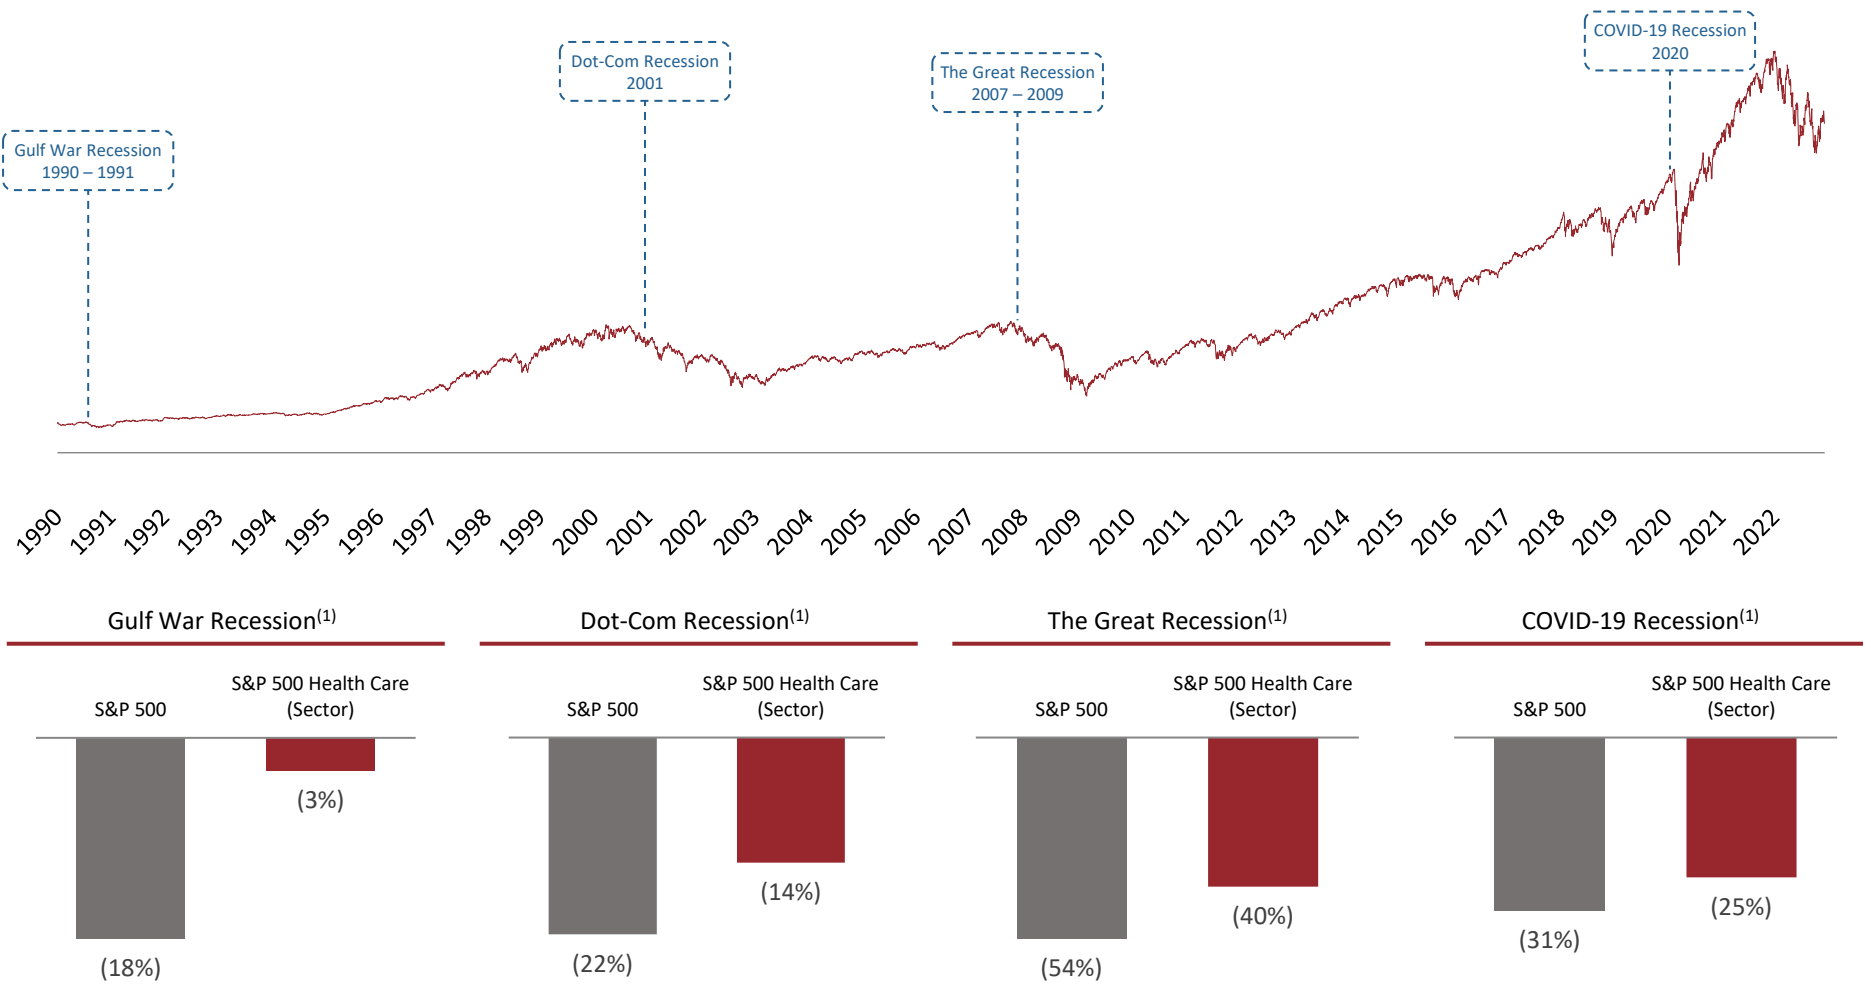 COVID-19 Recession
2020
Dot-Com Recession
2001
The Great Recession
2007 – 2009
Gulf War Recession
1990 – 1991
1990
1991
1992
1993
1994
1995
1996
1997
1998
1999
2000
2001
2002
2003
2004
2005
2006
2007
2008
2009
2010
2011
2012
2013
2014
2015
2016
2017
2018
2019
2020
2021
2022
Gulf War Recession(1)
S&P 500
S&P 500 Health Care
(Sector)
(3%)
(18%)
Dot-Com Recession(1)
S&P 500
S&P 500 Health Care
(Sector)
(14%)
(22%)
The Great Recession(1)
S&P 500
S&P 500 Health Care
(Sector)
(40%)
(54%)
COVID-19 Recession(1)
S&P 500
S&P 500 Health Care
(Sector)
(25%)
(31%)